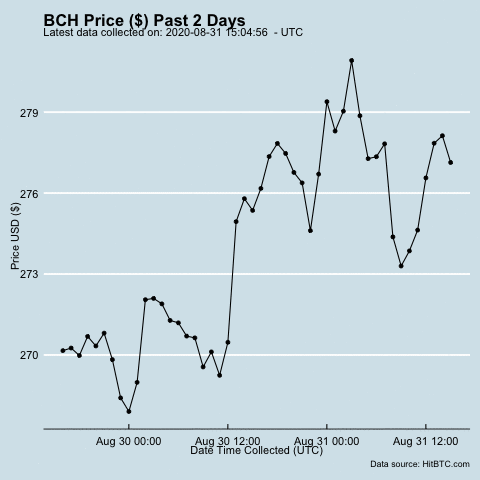 BCH Price ($) Past 2 Days
Latest data collected on: 2020-08-31 15:04:56 - UTC
279
276
273
270
Price USD ($)
Aug 30 00:00 Aug 30 12:00 Aug 31 00:00 Aug 31 12:00
Date Time Collected (UTC)
Data source: HitBTC.com